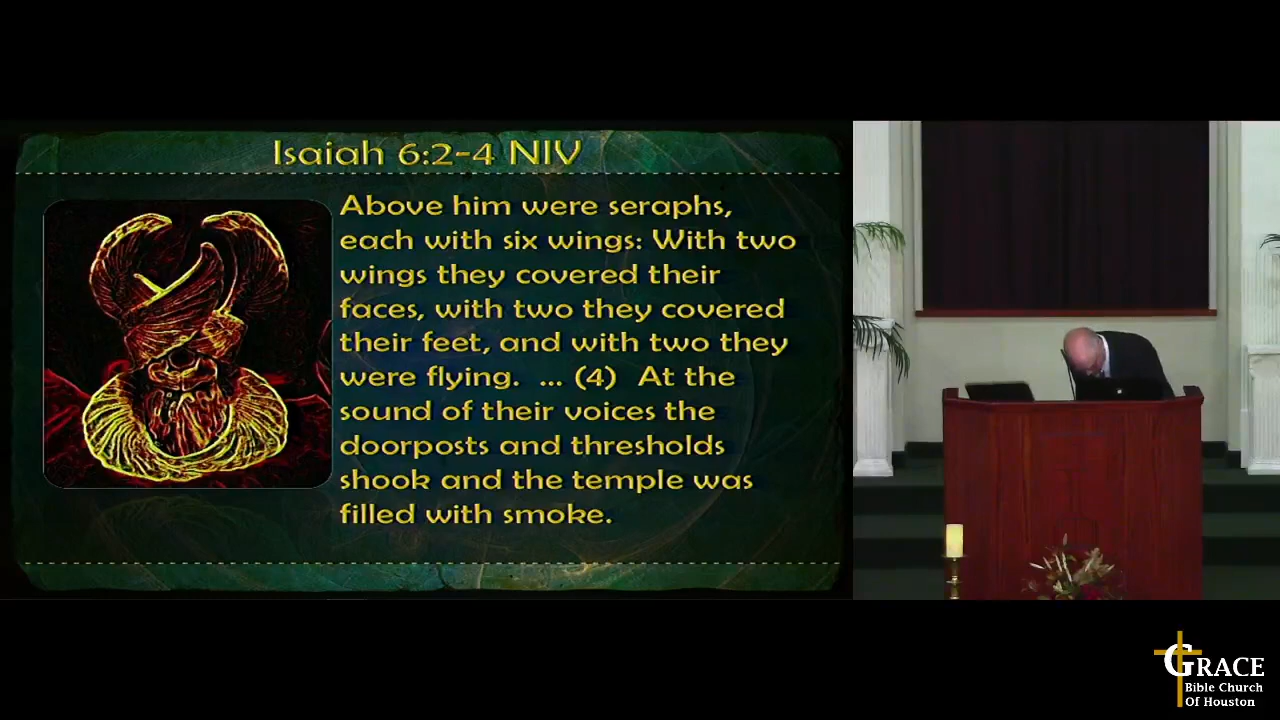 Isaiah 6:2-4 NIV
Above him were seraphs,
each with six wings: With two
wings they covered their
faces, with two they covered
their feet, and with two they
were flying. ... (4) At the
sound of their voices the
doorposts and thresholds
shook and the temple was
filled with smoke.
GRACE
Bible Church
Of Houston